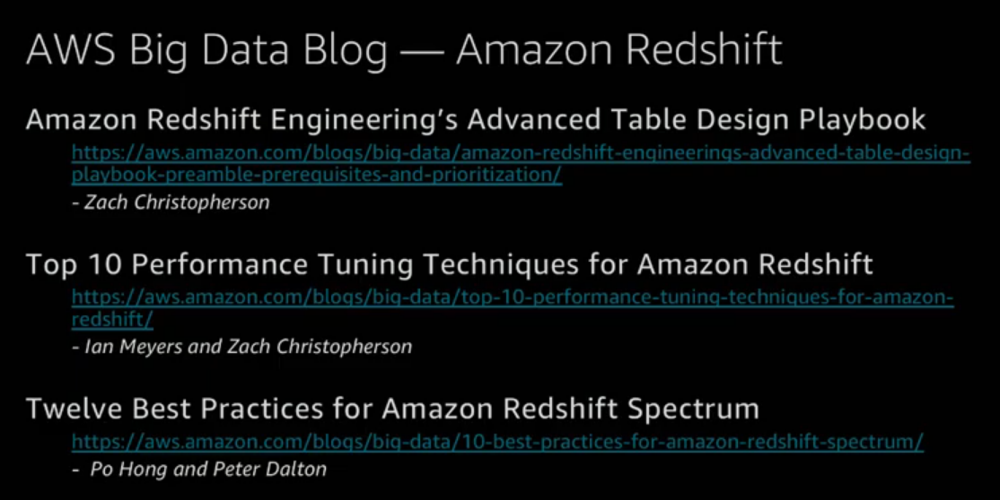 AWS Big Data Blog — Amazon Redshift
Amazon Redshift Engineering's Advanced Table Design Playbook
https://aws.amazon.com/blogs/big-data/amazon-redshift-engineerings-advanced-table-design-
playbook-preamble-prerequisites-and-prioritization/
- Zach Christopherson
Top 10 Performance Tuning Techniques for Amazon Redshift
https://aws.amazon.com/blogs/big-data/top-10-performance-tuning-techniques-for-amazon-
redshift/
- Ian Meyers and Zach Christopherson
Twelve Best Practices for Amazon Redshift Spectrum
https://aws.amazon.com/blogs/big-data/10-best-practices-for-amazon-redshift-spectrum/
- Po Hong and Peter Dalton